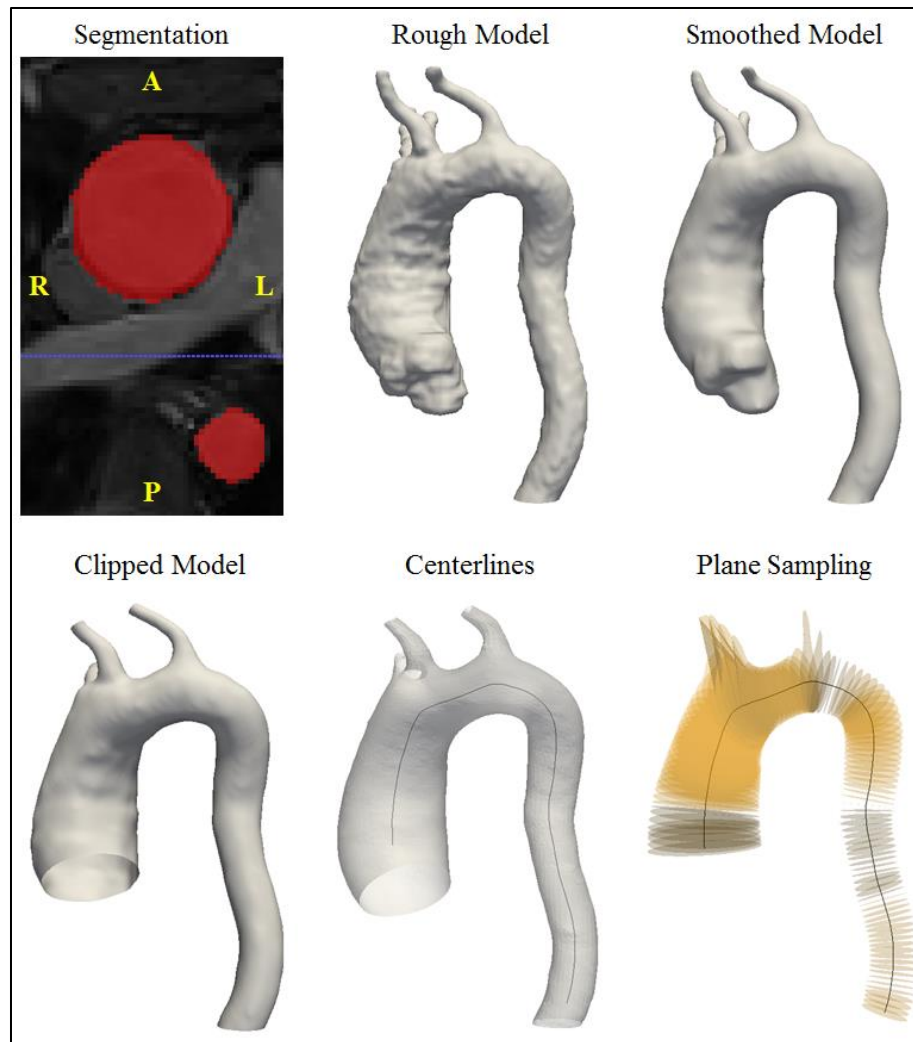 Segmentation
Rough Model
Smoothed Model
A
R
L
P
Clipped Model
Centerlines
Plane Sampling